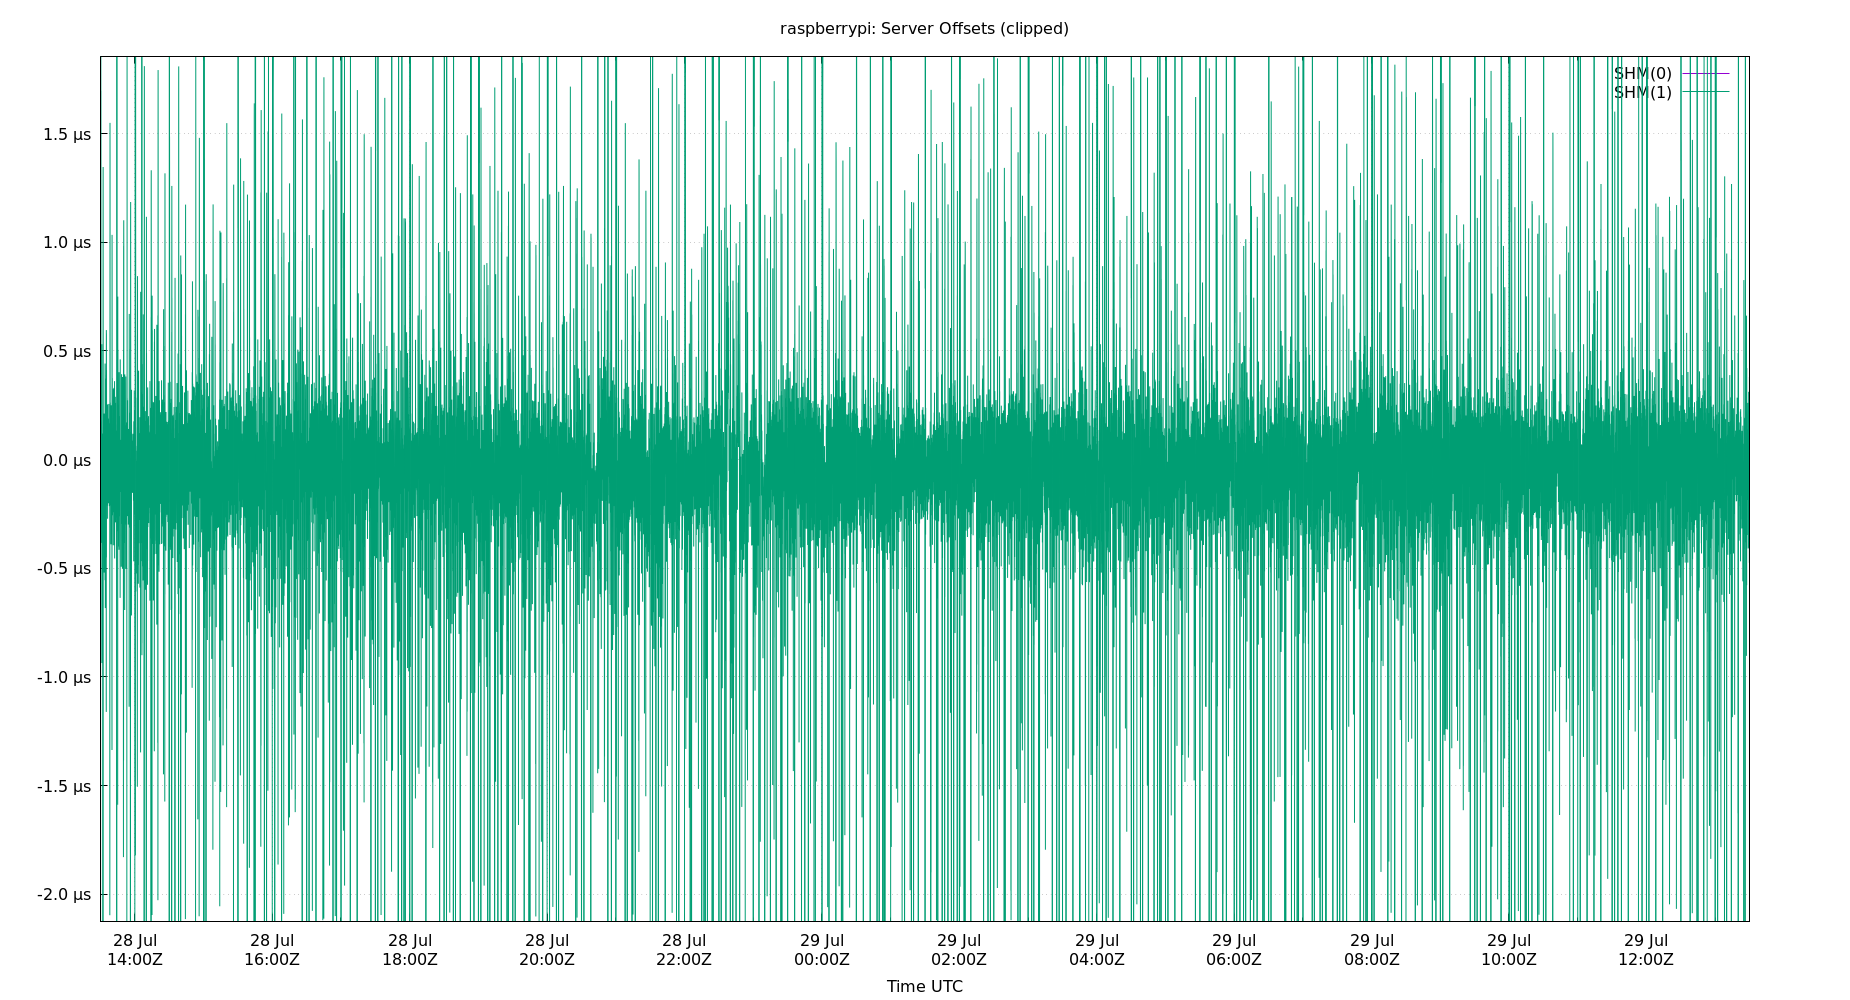 raspberrypi: Server Offsets (clipped)
SHM(0)
SHM(1)
1.5 µs
1.0 µs
0.5 µs
0.0 µs
-0.5 µs
-1.0 µs
-1.5 µs
-2.0 µs
28 Jul 28 Jul 28 Jul 28 Jul 28 Jul 29 Jul 29 Jul 29 Jul 29 Jul 29 Jul 29 Jul 29 Jul
14:00Z 16:00Z 18:00Z 20:00Z 22:00Z 00:00Z 02:00Z 04:00Z 06:00Z 08:00Z 10:00Z 12:00Z
Time UTC